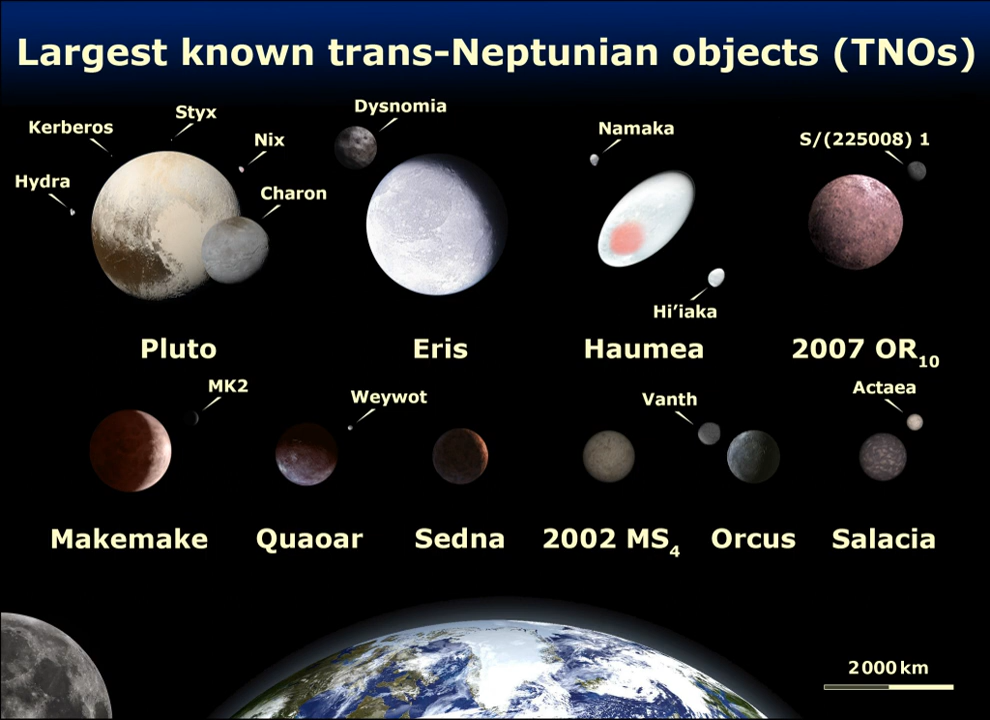 Largest known trans-Neptunian objects (TNOs)
Dysnomia
Styx
Kerberos
Namaka
Nix
S/(225008) 1
Hydra
Charon
Hi’iaka
Pluto
Eris
Haumea
2007 OR10
MK2
Weywot
Vanth
Actaea
Makemake
Quaoar
Sedna
2002 MS4
Orcus
Salacia
2000 km